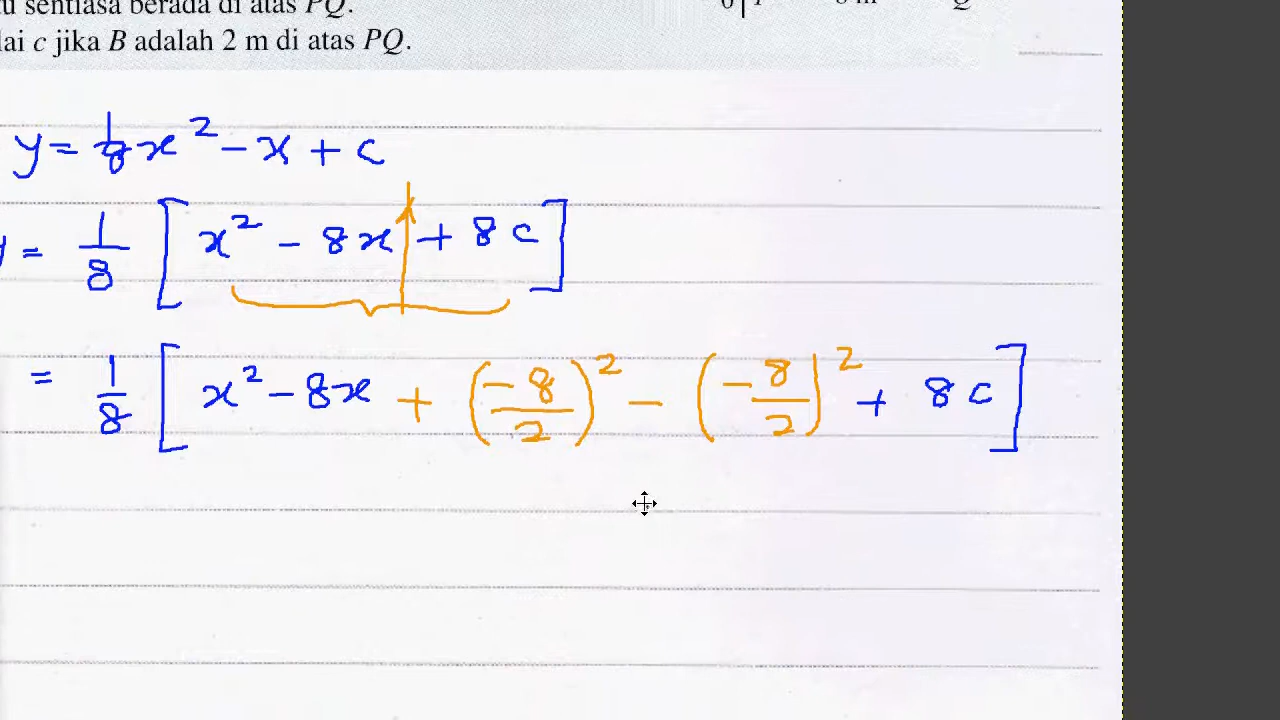 sentiasa berada di atas PQ.
c jika B adalah 2 m di atas PQ.
y = 1/8 x² - x + c
= 1/8 [ x² - 8x + 8c ]
= 1/8 [ x² - 8x + (-8/2)² - (-8/2)² + 8c ]